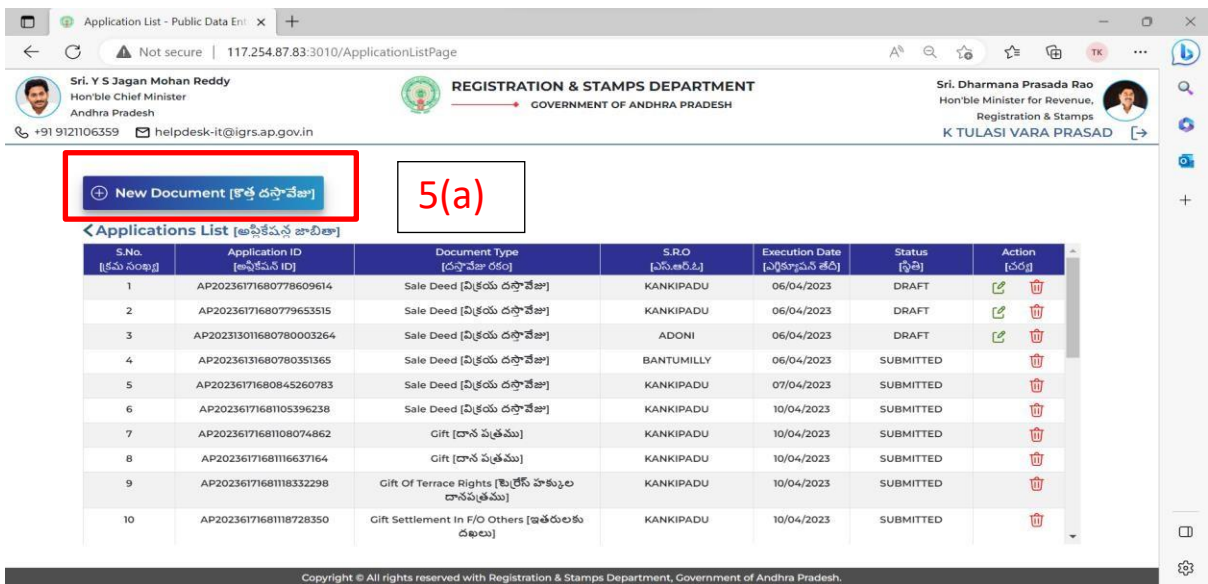 Application List - Public Data Ent
Not secure | 117.254.87.83:3010/ApplicationListPage
TK
Sri. Y S Jagan Mohan Reddy
Hon'ble Chief Minister
Andhra Pradesh
+91 9121106359 helpdesk-it@igrs.ap.gov.in
REGISTRATION & STAMPS DEPARTMENT
GOVERNMENT OF ANDHRA PRADESH
Sri. Dharmana Prasada Rao
Hon'ble Minister for Revenue,
Registration & Stamps
K TULASI VARA PRASAD
New Document [కొత్త దస్తావేజు]
5(a)
Applications List [అప్లికేషన్ల జాబితా]
S.No. Application ID Document Type S.R.O Execution Date Status Action
[క్రమ సంఖ్య] [అప్లికేషన్ ID] [దస్తావేజు రకం] [ఎస్.ఆర్.ఓ] [ఎగ్జిక్యూషన్ తేదీ] [స్థితి] [చర్య]
1 AP20236171680778609614 Sale Deed [విక్రయ దస్తావేజు] KANKIPADU 06/04/2023 DRAFT
2 AP20236171680779653515 Sale Deed [విక్రయ దస్తావేజు] KANKIPADU 06/04/2023 DRAFT
3 AP202313011680780003264 Sale Deed [విక్రయ దస్తావేజు] ADONI 06/04/2023 DRAFT
4 AP20236131680780351365 Sale Deed [విక్రయ దస్తావేజు] BANTUMILLY 06/04/2023 SUBMITTED
5 AP20236171680845260783 Sale Deed [విక్రయ దస్తావేజు] KANKIPADU 07/04/2023 SUBMITTED
6 AP20236171681105396238 Sale Deed [విక్రయ దస్తావేజు] KANKIPADU 10/04/2023 SUBMITTED
7 AP20236171681108074862 Gift [దాన పత్రము] KANKIPADU 10/04/2023 SUBMITTED
8 AP20236171681116637164 Gift [దాన పత్రము] KANKIPADU 10/04/2023 SUBMITTED
9 AP20236171681118332298 Gift Of Terrace Rights [టెర్రేస్ హక్కుల KANKIPADU 10/04/2023 SUBMITTED
దానపత్రము]
10 AP20236171681118728350 Gift Settlement In F/O Others [ఇతరులకు KANKIPADU 10/04/2023 SUBMITTED
దఖలు]
Copyright © All rights reserved with Registration & Stamps Department, Government of Andhra Pradesh.